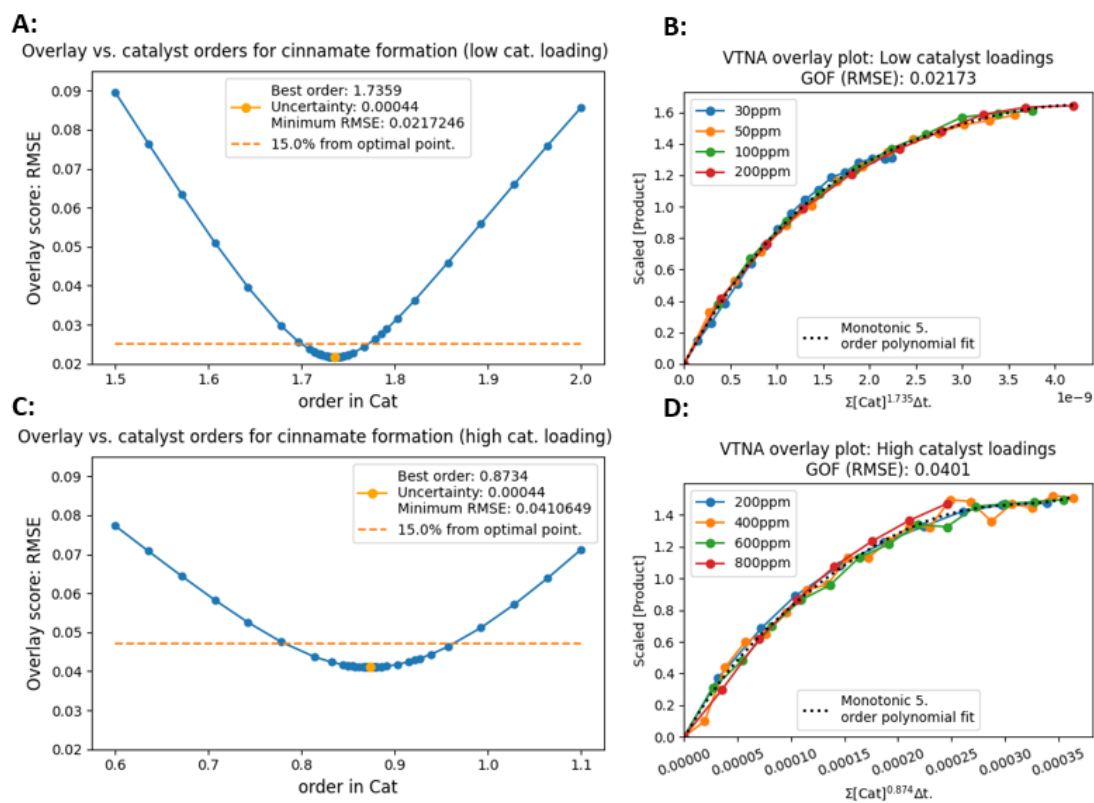 A:
Overlay vs. catalyst orders for cinnamate formation (low cat. loading)
Best order: 1.7359
Uncertainty: 0.00044
Minimum RMSE: 0.0217246
15.0% from optimal point.
Overlay score: RMSE
0.09
0.08
0.07
0.06
0.05
0.04
0.03
0.02
1.5
1.6
1.7
1.8
1.9
2.0
order in Cat
B:
VTNA overlay plot: Low catalyst loadings
GOF (RMSE): 0.02173
30ppm
50ppm
100ppm
200ppm
Monotonic 5.
order polynomial fit
Scaled [Product]
1.6
1.4
1.2
1.0
0.8
0.6
0.4
0.2
0.0
0.0
0.5
1.0
1.5
2.0
2.5
3.0
3.5
4.0
1e−9
Σ[Cat]^1.735Δt.
C:
Overlay vs. catalyst orders for cinnamate formation (high cat. loading)
Best order: 0.8734
Uncertainty: 0.00044
Minimum RMSE: 0.0410649
15.0% from optimal point.
Overlay score: RMSE
0.09
0.08
0.07
0.06
0.05
0.04
0.03
0.02
0.6
0.7
0.8
0.9
1.0
1.1
order in Cat
D:
VTNA overlay plot: High catalyst loadings
GOF (RMSE): 0.0401
200ppm
400ppm
600ppm
800ppm
Monotonic 5.
order polynomial fit
Scaled [Product]
1.4
1.2
1.0
0.8
0.6
0.4
0.2
0.0
0.00000
0.00005
0.00010
0.00015
0.00020
0.00025
0.00030
0.00035
Σ[Cat]^0.874Δt.